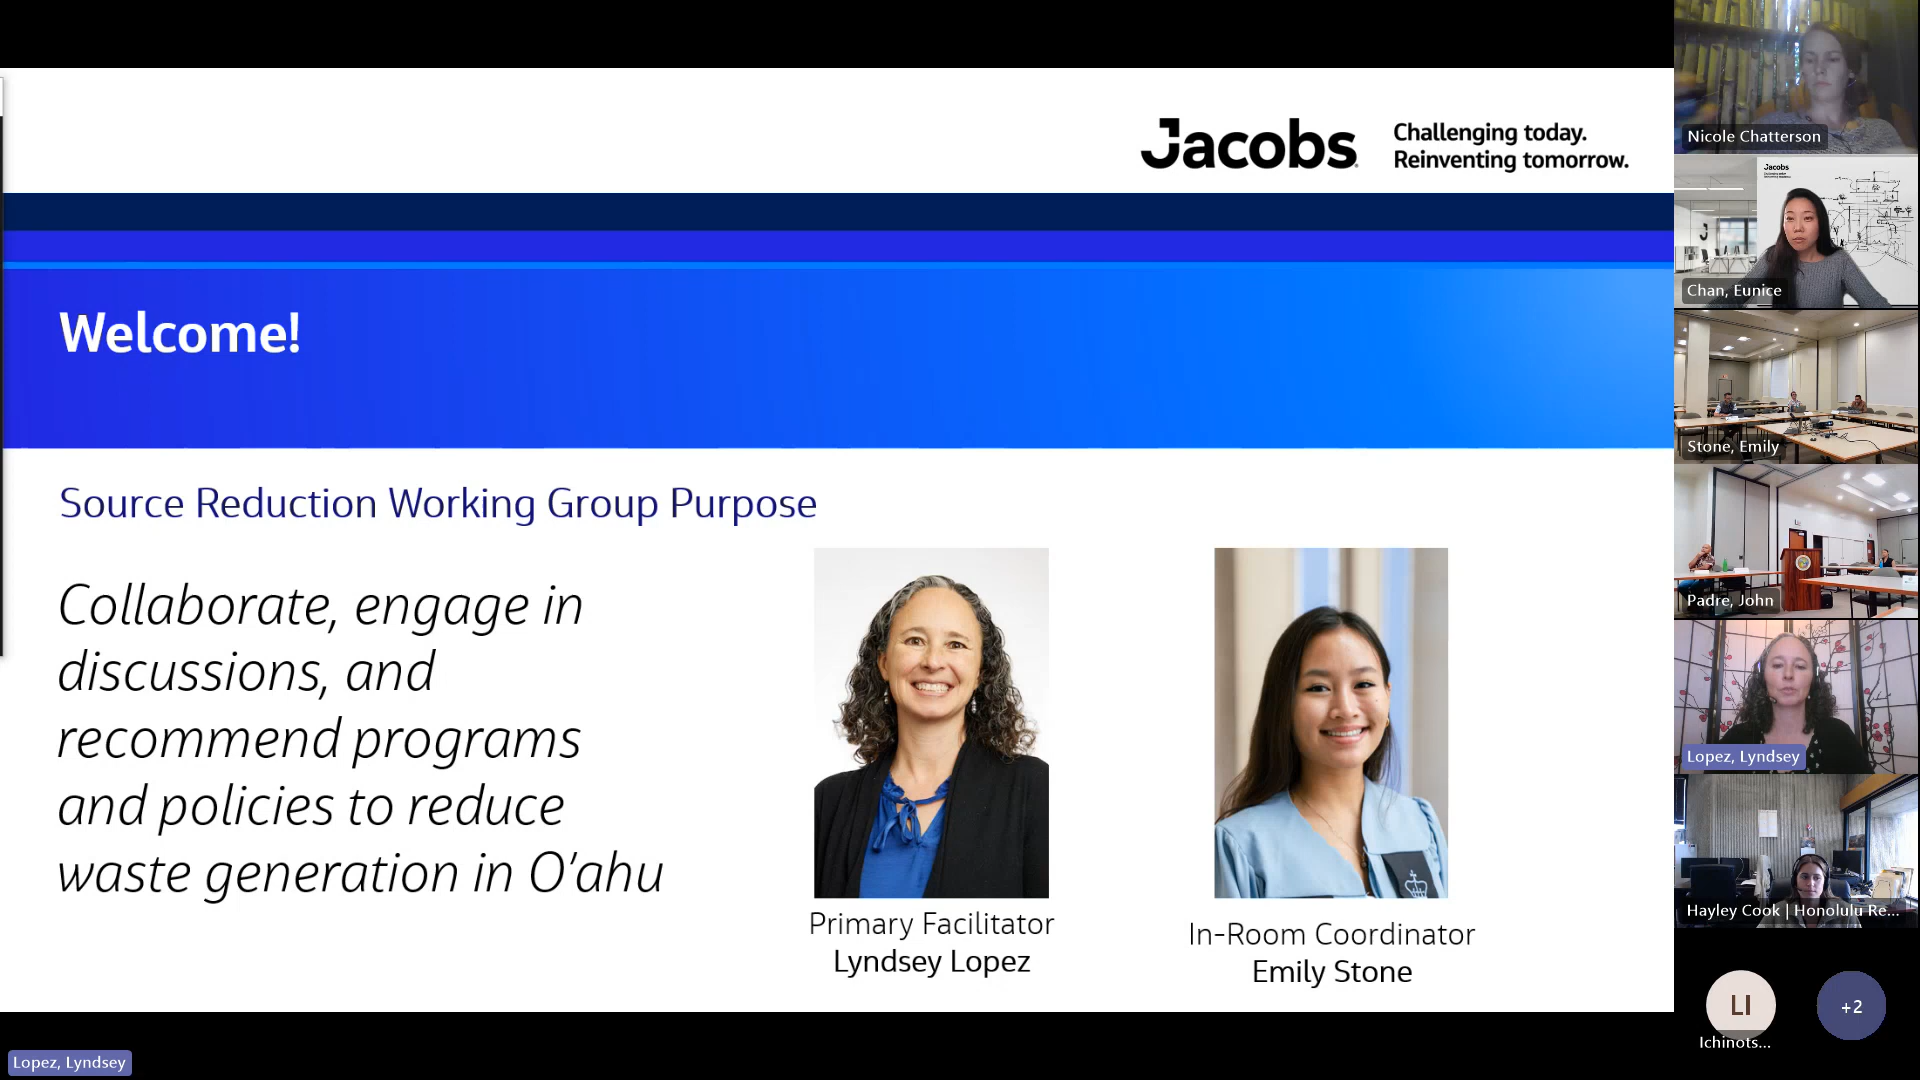 Jacobs
Challenging today.
Reinventing tomorrow.
Welcome!
Source Reduction Working Group Purpose
Collaborate, engage in
discussions, and
recommend programs
and policies to reduce
waste generation in O'ahu
Primary Facilitator
Lyndsey Lopez
In-Room Coordinator
Emily Stone
Lopez, Lyndsey
Nicole Chatterson
Jacobs
Chan, Eunice
Stone, Emily
Padre, John
Lopez, Lyndsey
Hayley Cook | Honolulu Re...
LI
Ichinots...
+2